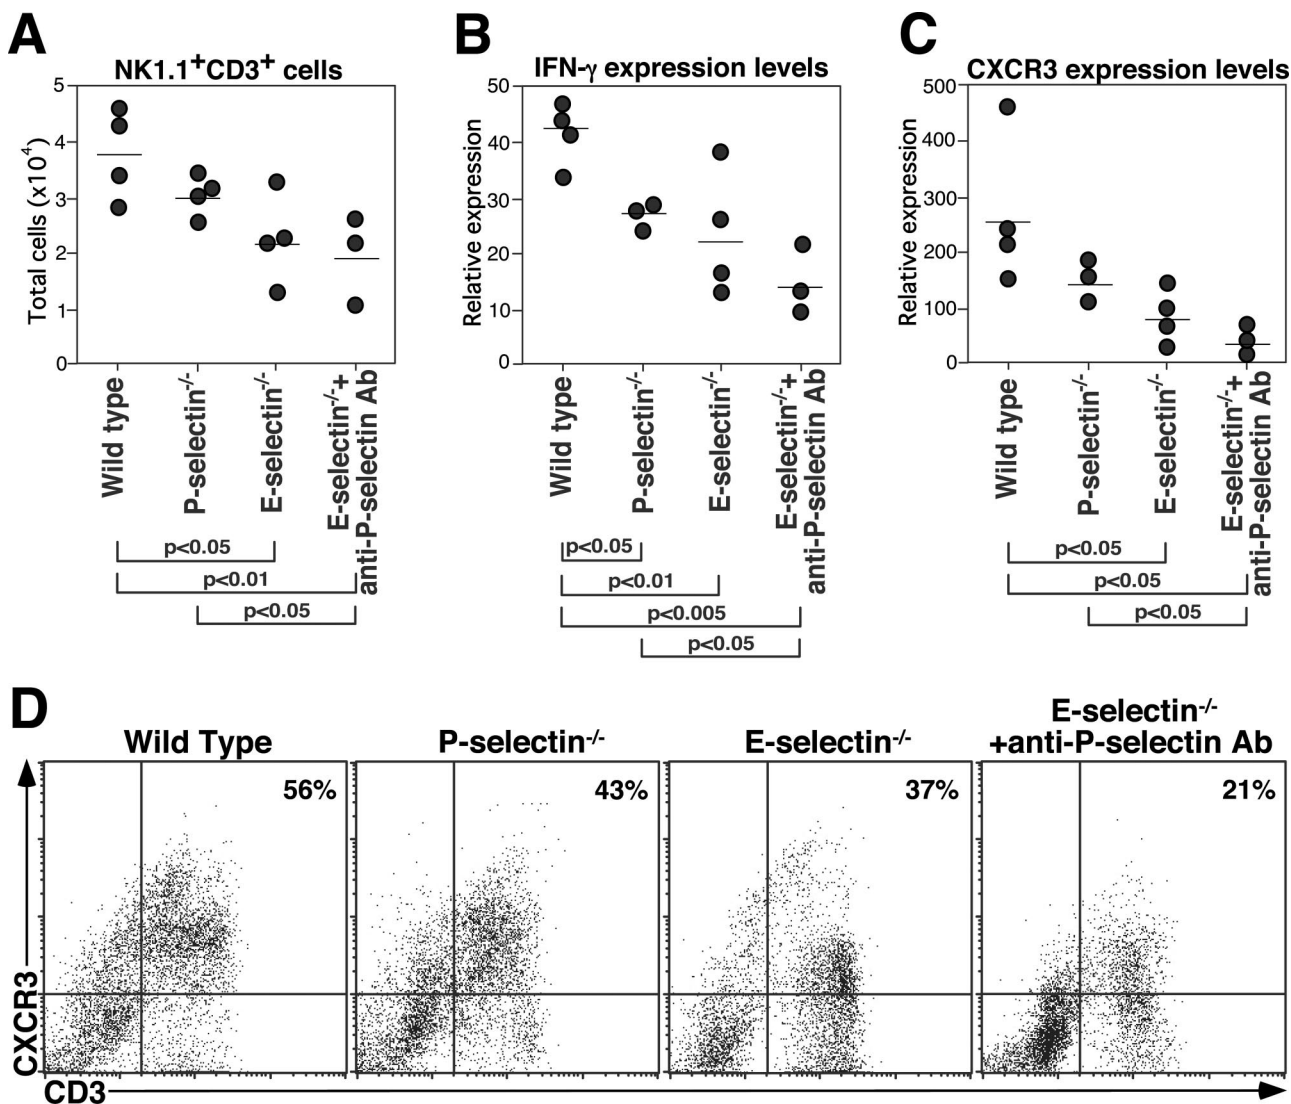 A
NK1.1+CD3+ cells
Total cells (x10^4)
5
4
3
2
1
0
Wild type
P-selectin-/-
E-selectin-/-
E-selectin-/-+
anti-P-selectin Ab
p<0.05
p<0.01
p<0.05
B
IFN-γ expression levels
Relative expression
50
40
30
20
10
0
Wild type
P-selectin-/-
E-selectin-/-
E-selectin-/-+
anti-P-selectin Ab
p<0.05
p<0.01
p<0.005
p<0.05
C
CXCR3 expression levels
Relative expression
500
400
300
200
100
0
Wild type
P-selectin-/-
E-selectin-/-
E-selectin-/-+
anti-P-selectin Ab
p<0.05
p<0.05
p<0.05
D
Wild Type
P-selectin-/-
E-selectin-/-
E-selectin-/-
+anti-P-selectin Ab
56%
43%
37%
21%
CXCR3
CD3